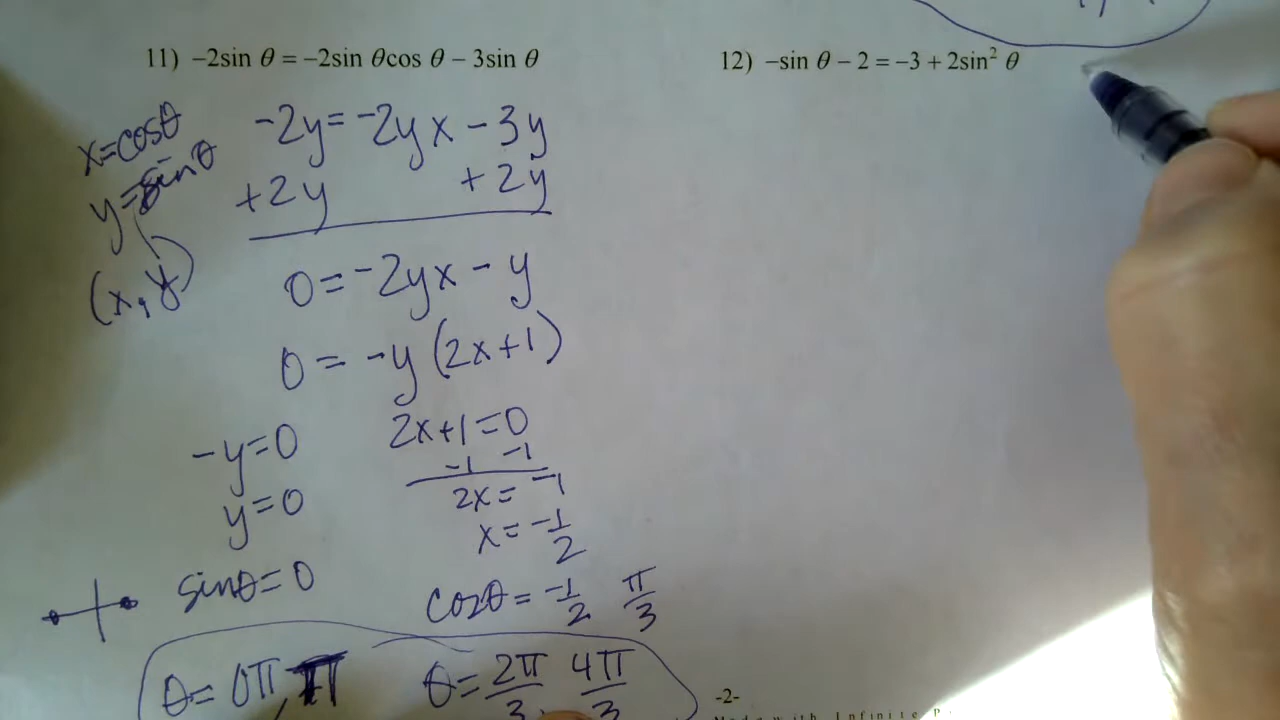 11) −2sin θ = −2sin θcos θ − 3sin θ
x=cosθ
y=sinθ
(x, y)
-2y=-2yx-3y
+2y +2y
0=-2yx-y
0=-y(2x+1)
-y=0
y=0
sinθ=0
θ=0π, π
2x+1=0
-1 -1
2x=-1
x=-1/2
cosθ=-1/2 π/3
θ=2π/3, 4π/3
12) −sin θ − 2 = −3 + 2sin² θ
-2-